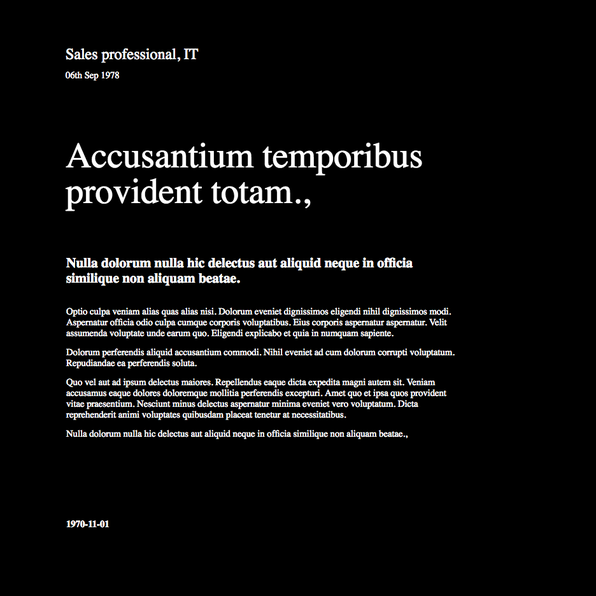 Sales professional, IT
06th Sep 1978
Accusantium temporibus
provident totam.,
Nulla dolorum nulla hic delectus aut aliquid neque in officia
similique non aliquam beatae.
Optio culpa veniam alias quas alias nisi. Dolorum eveniet dignissimos eligendi nihil dignissimos modi.
Aspernatur officia odio culpa cumque corporis voluptatibus. Eius corporis aspernatur aspernatur. Velit
assumenda voluptate unde earum quo. Eligendi explicabo et quia in numquam sapiente.
Dolorum perferendis aliquid accusantium commodi. Nihil eveniet ad cum dolorum corrupti voluptatum.
Repudiandae ea perferendis soluta.
Quo vel aut ad ipsum delectus maiores. Repellendus eaque dicta expedita magni autem sit. Veniam
accusamus eaque dolores doloremque mollitia perferendis excepturi. Amet quo et ipsa quos provident
vitae praesentium. Nesciunt minus delectus aspernatur minima eveniet vero voluptatum. Dicta
reprehenderit animi voluptates quibusdam placeat tenetur at necessitatibus.
Nulla dolorum nulla hic delectus aut aliquid neque in officia similique non aliquam beatae.,
1970-11-01